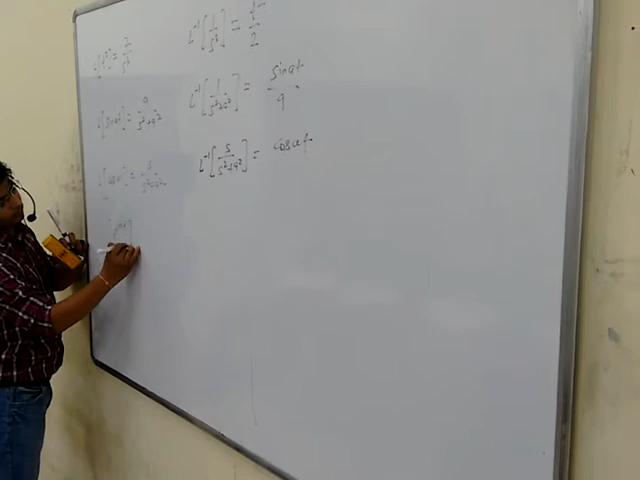 L[t²] = 2/s³
L⁻¹[1/s³] = t²/2
L[sin at] = a/s²+a²
L⁻¹[1/s²+a²] = sin at/a
L[cos at] = s/s²+a²
L⁻¹[s/s²+a²] = cos at